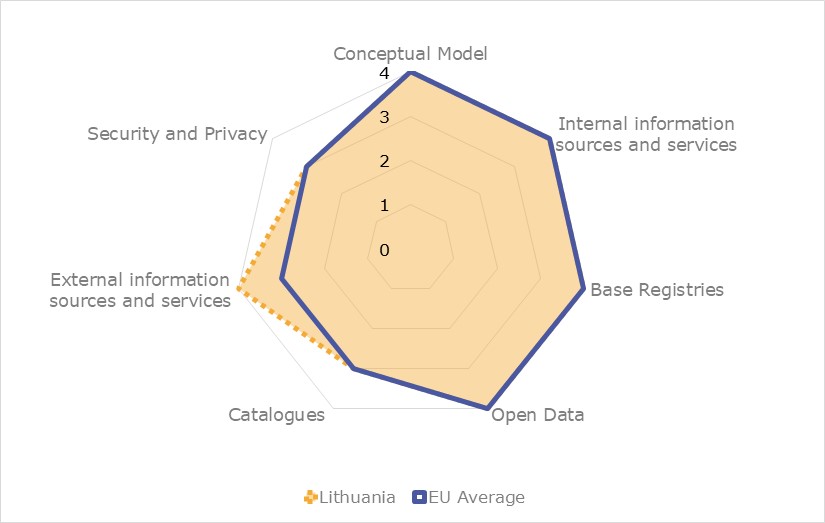 Conceptual Model
4
Internal information
sources and services
3
Security and Privacy
2
1
0
External information
sources and services
Base Registries
Catalogues
Open Data
Lithuania
EU Average